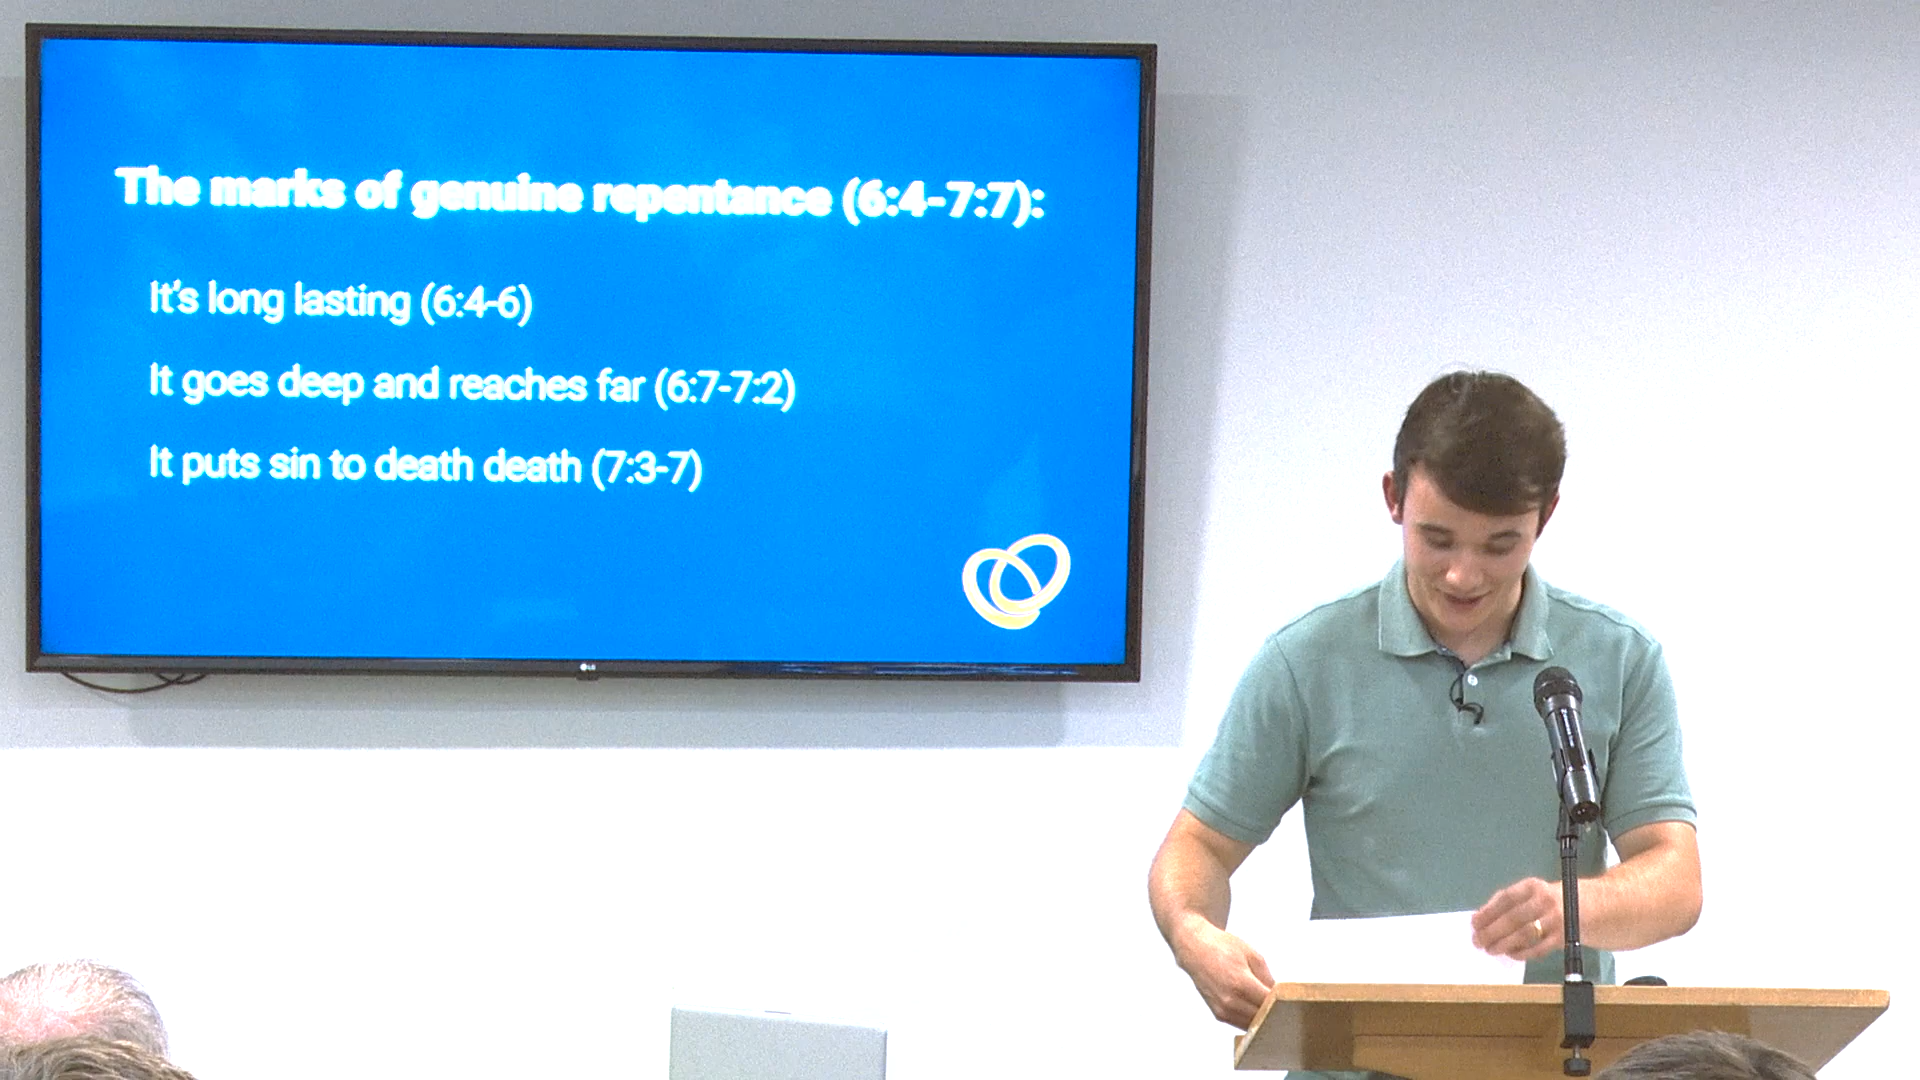 The marks of genuine repentance (6:4-7:7):
It's long lasting (6:4-6)
It goes deep and reaches far (6:7-7:2)
It puts sin to death death (7:3-7)
LG